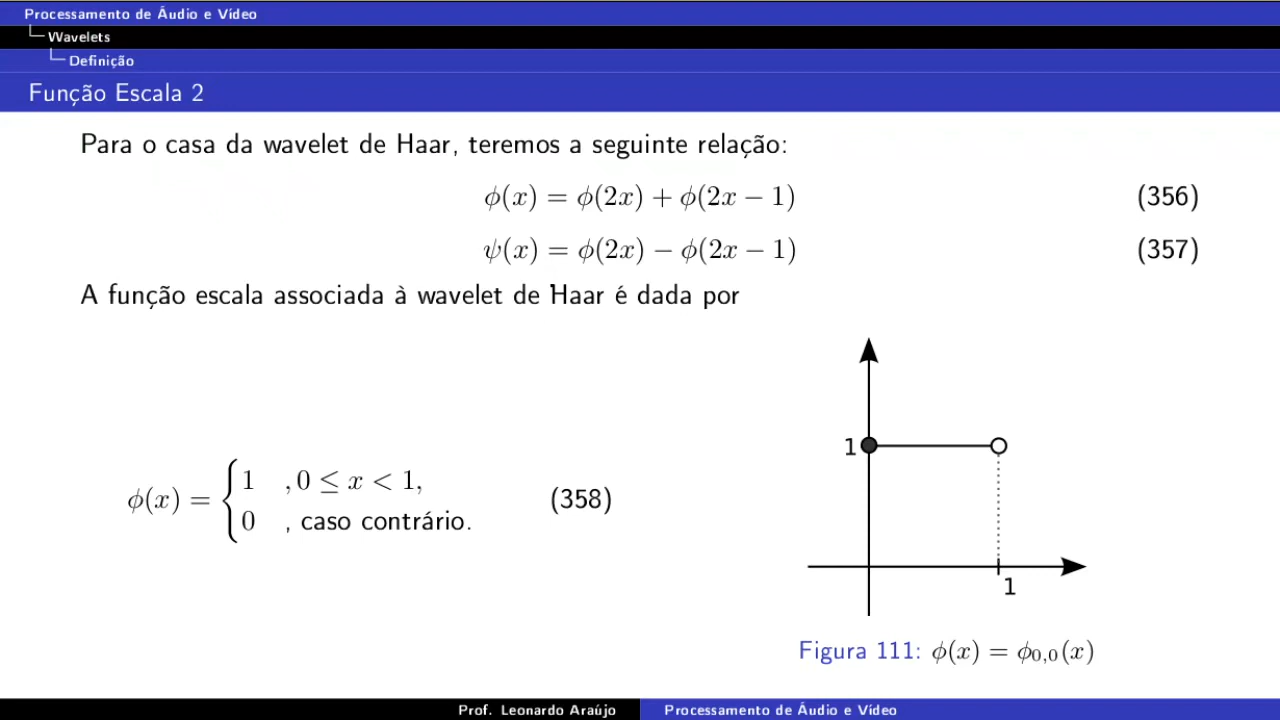 Processamento de Áudio e Vídeo
Wavelets
Definição
Função Escala 2
Para o casa da wavelet de Haar, teremos a seguinte relação:
ϕ(x) = ϕ(2x) + ϕ(2x − 1) (356)
ψ(x) = ϕ(2x) − ϕ(2x − 1) (357)
A função escala associada à wavelet de Haar é dada por
ϕ(x) = { 1 , 0 ≤ x < 1,
0 , caso contrário. (358)
1
1
Figura 111: ϕ(x) = ϕ0,0(x)
Prof. Leonardo Araújo Processamento de Áudio e Vídeo